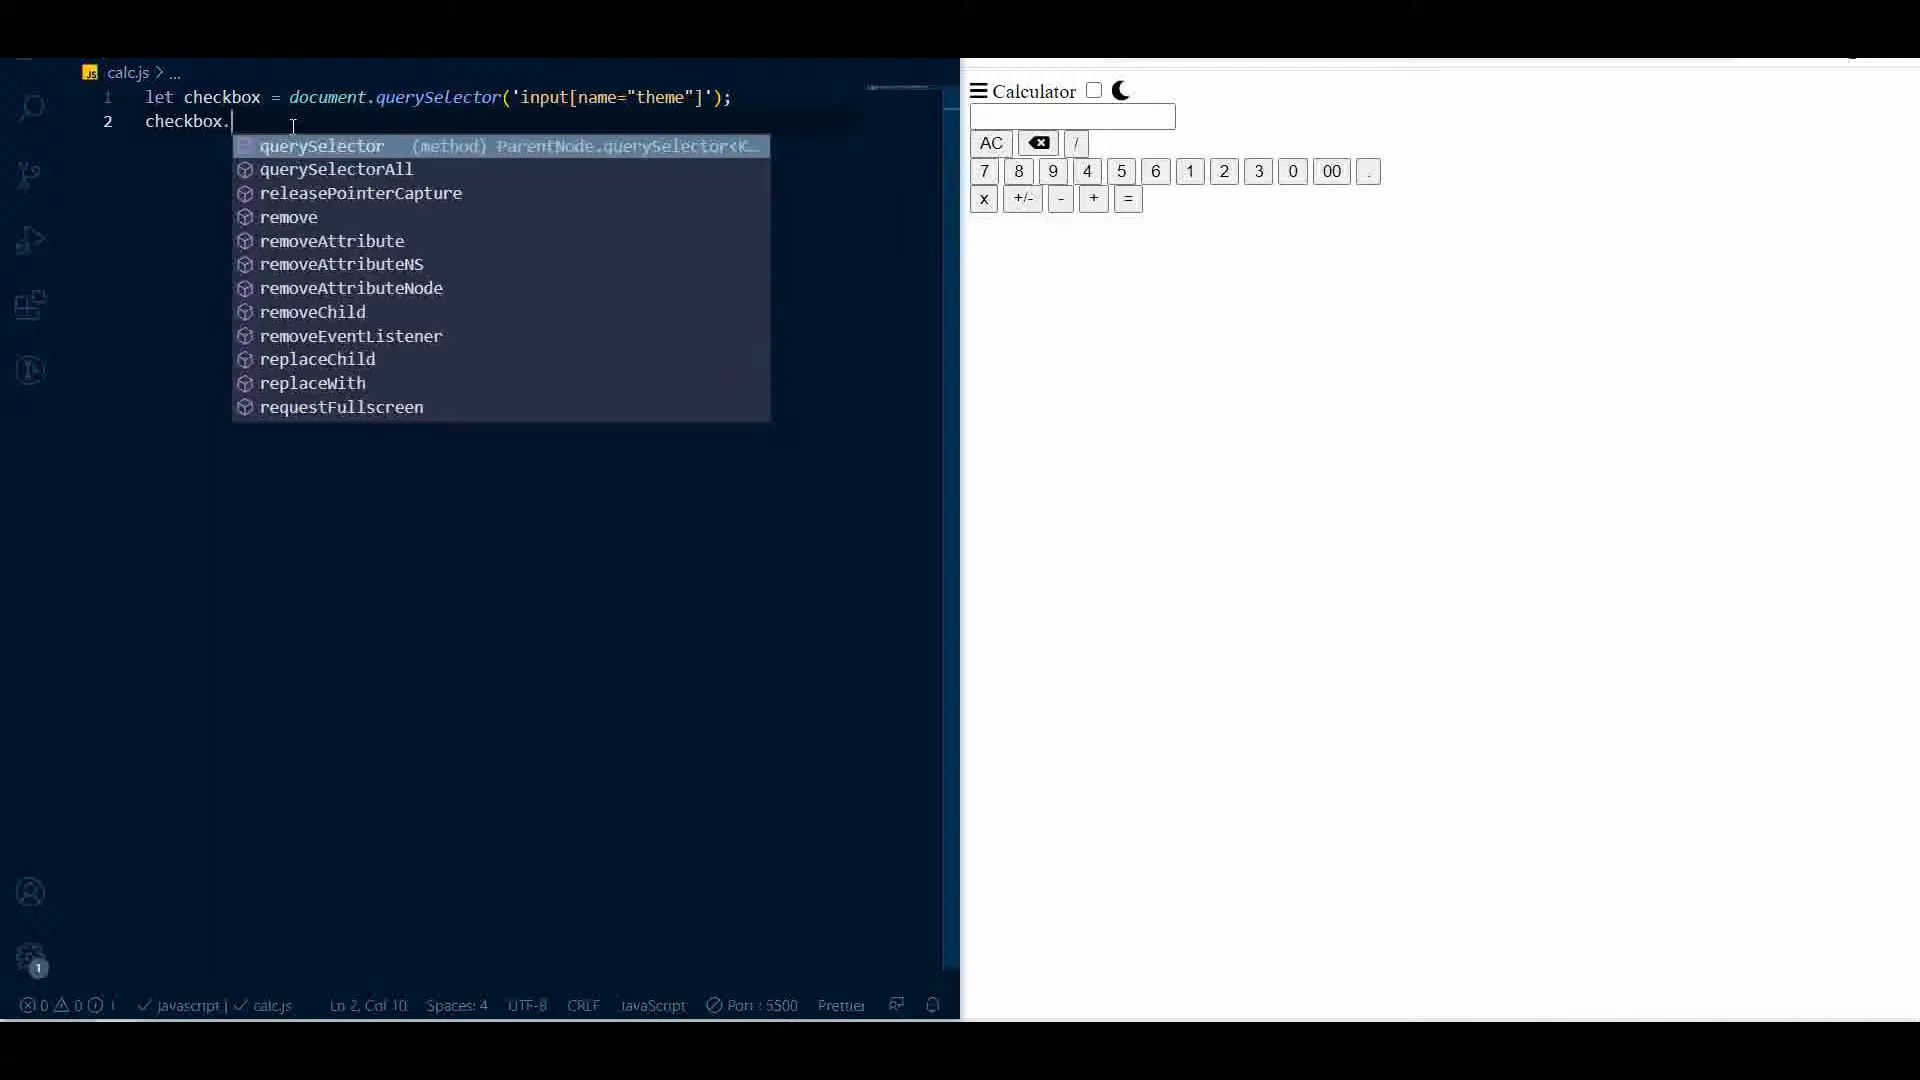 calc.js > ...
1 let checkbox = document.querySelector('input[name="theme"]');
2 checkbox.
querySelector (method) ParentNode.querySelector<K…
querySelectorAll
releasePointerCapture
remove
removeAttribute
removeAttributeNS
removeAttributeNode
removeChild
removeEventListener
replaceChild
replaceWith
requestFullscreen
1
0 0 1 javascript | calc.js Ln 2, Col 10 Spaces: 4 UTF-8 CRLF JavaScript Port : 5500 Prettier
Calculator
AC /
7 8 9 4 5 6 1 2 3 0 00 .
x +/- - + =